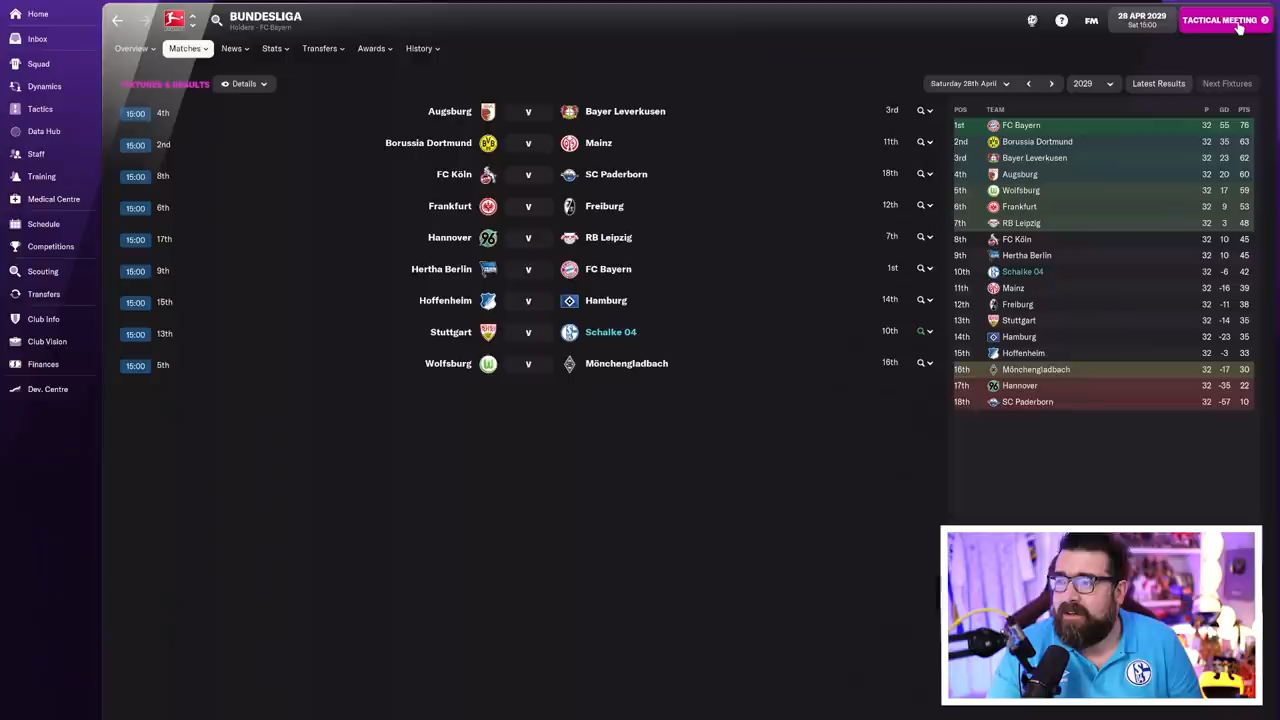 Home
Inbox
Squad
Dynamics
Tactics
Data Hub
Staff
Training
Medical Centre
Schedule
Competitions
Scouting
Transfers
Club Info
Club Vision
Finances
Dev. Centre
BUNDESLIGA
Holders - FC Bayern
FM
28 APR 2029
Sat 15:00
TACTICAL MEETING
Overview
Matches
News
Stats
Transfers
Awards
History
FIXTURES & RESULTS
Details
Saturday 28th April
2029
Latest Results
Next Fixtures
15:00 4th Augsburg v Bayer Leverkusen 3rd
15:00 2nd Borussia Dortmund v Mainz 11th
15:00 8th FC Köln v SC Paderborn 18th
15:00 6th Frankfurt v Freiburg 12th
15:00 17th Hannover v RB Leipzig 7th
15:00 9th Hertha Berlin v FC Bayern 1st
15:00 15th Hoffenheim v Hamburg 14th
15:00 13th Stuttgart v Schalke 04 10th
15:00 5th Wolfsburg v Mönchengladbach 16th
POS TEAM P GD PTS
1st FC Bayern 32 55 76
2nd Borussia Dortmund 32 35 63
3rd Bayer Leverkusen 32 23 62
4th Augsburg 32 20 60
5th Wolfsburg 32 17 59
6th Frankfurt 32 9 53
7th RB Leipzig 32 3 48
8th FC Köln 32 10 45
9th Hertha Berlin 32 10 45
10th Schalke 04 32 -6 42
11th Mainz 32 -16 39
12th Freiburg 32 -11 38
13th Stuttgart 32 -14 35
14th Hamburg 32 -23 35
15th Hoffenheim 32 -3 33
16th Mönchengladbach 32 -17 30
17th Hannover 32 -35 22
18th SC Paderborn 32 -57 10